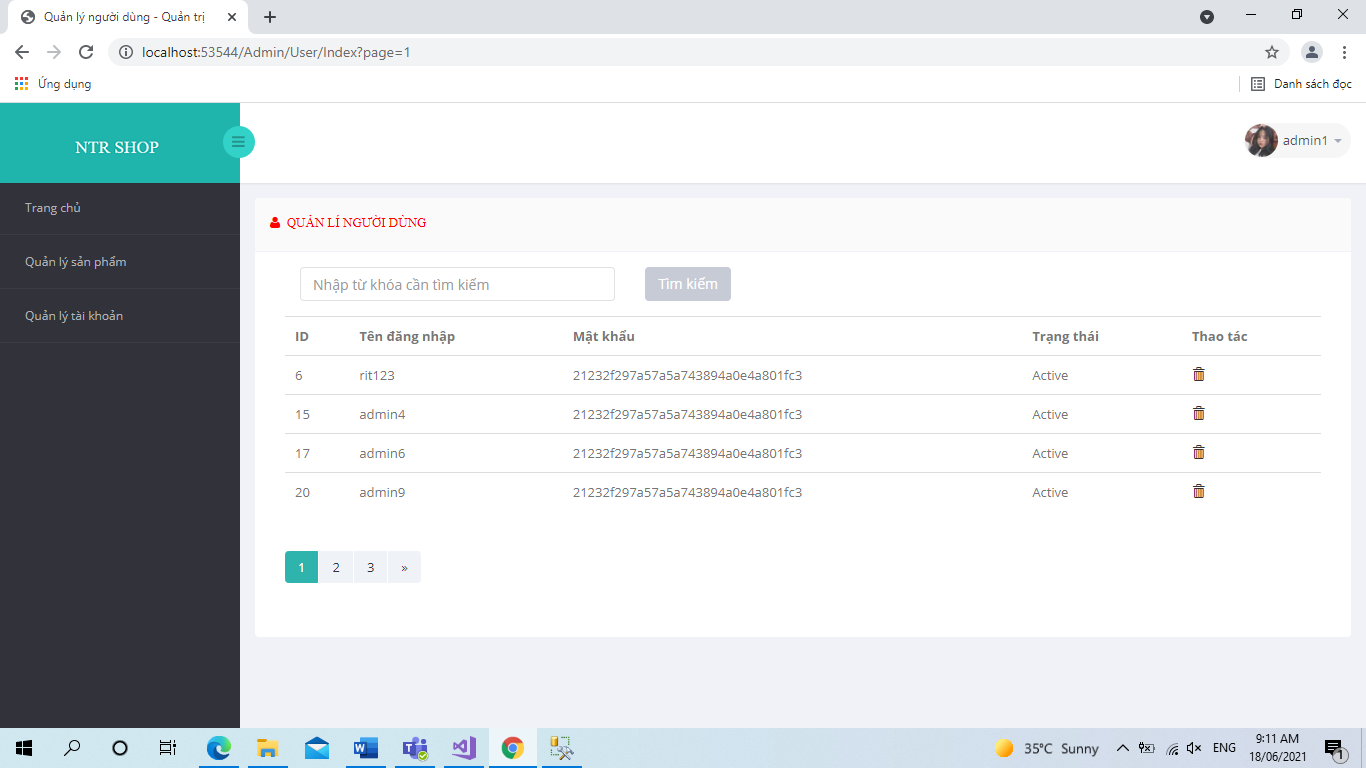 Quản lý người dùng - Quản trị
localhost:53544/Admin/User/Index?page=1
Ứng dụng
Danh sách đọc
NTR SHOP
admin1
Trang chủ
Quản lý sản phẩm
Quản lý tài khoản
QUẢN LÍ NGƯỜI DÙNG
Nhập từ khóa cần tìm kiếm Tìm kiếm
ID Tên đăng nhập Mật khẩu Trạng thái Thao tác
6 rit123 21232f297a57a5a743894a0e4a801fc3 Active
15 admin4 21232f297a57a5a743894a0e4a801fc3 Active
17 admin6 21232f297a57a5a743894a0e4a801fc3 Active
20 admin9 21232f297a57a5a743894a0e4a801fc3 Active
1 2 3 »
35°C Sunny ENG 9:11 AM
18/06/2021
1